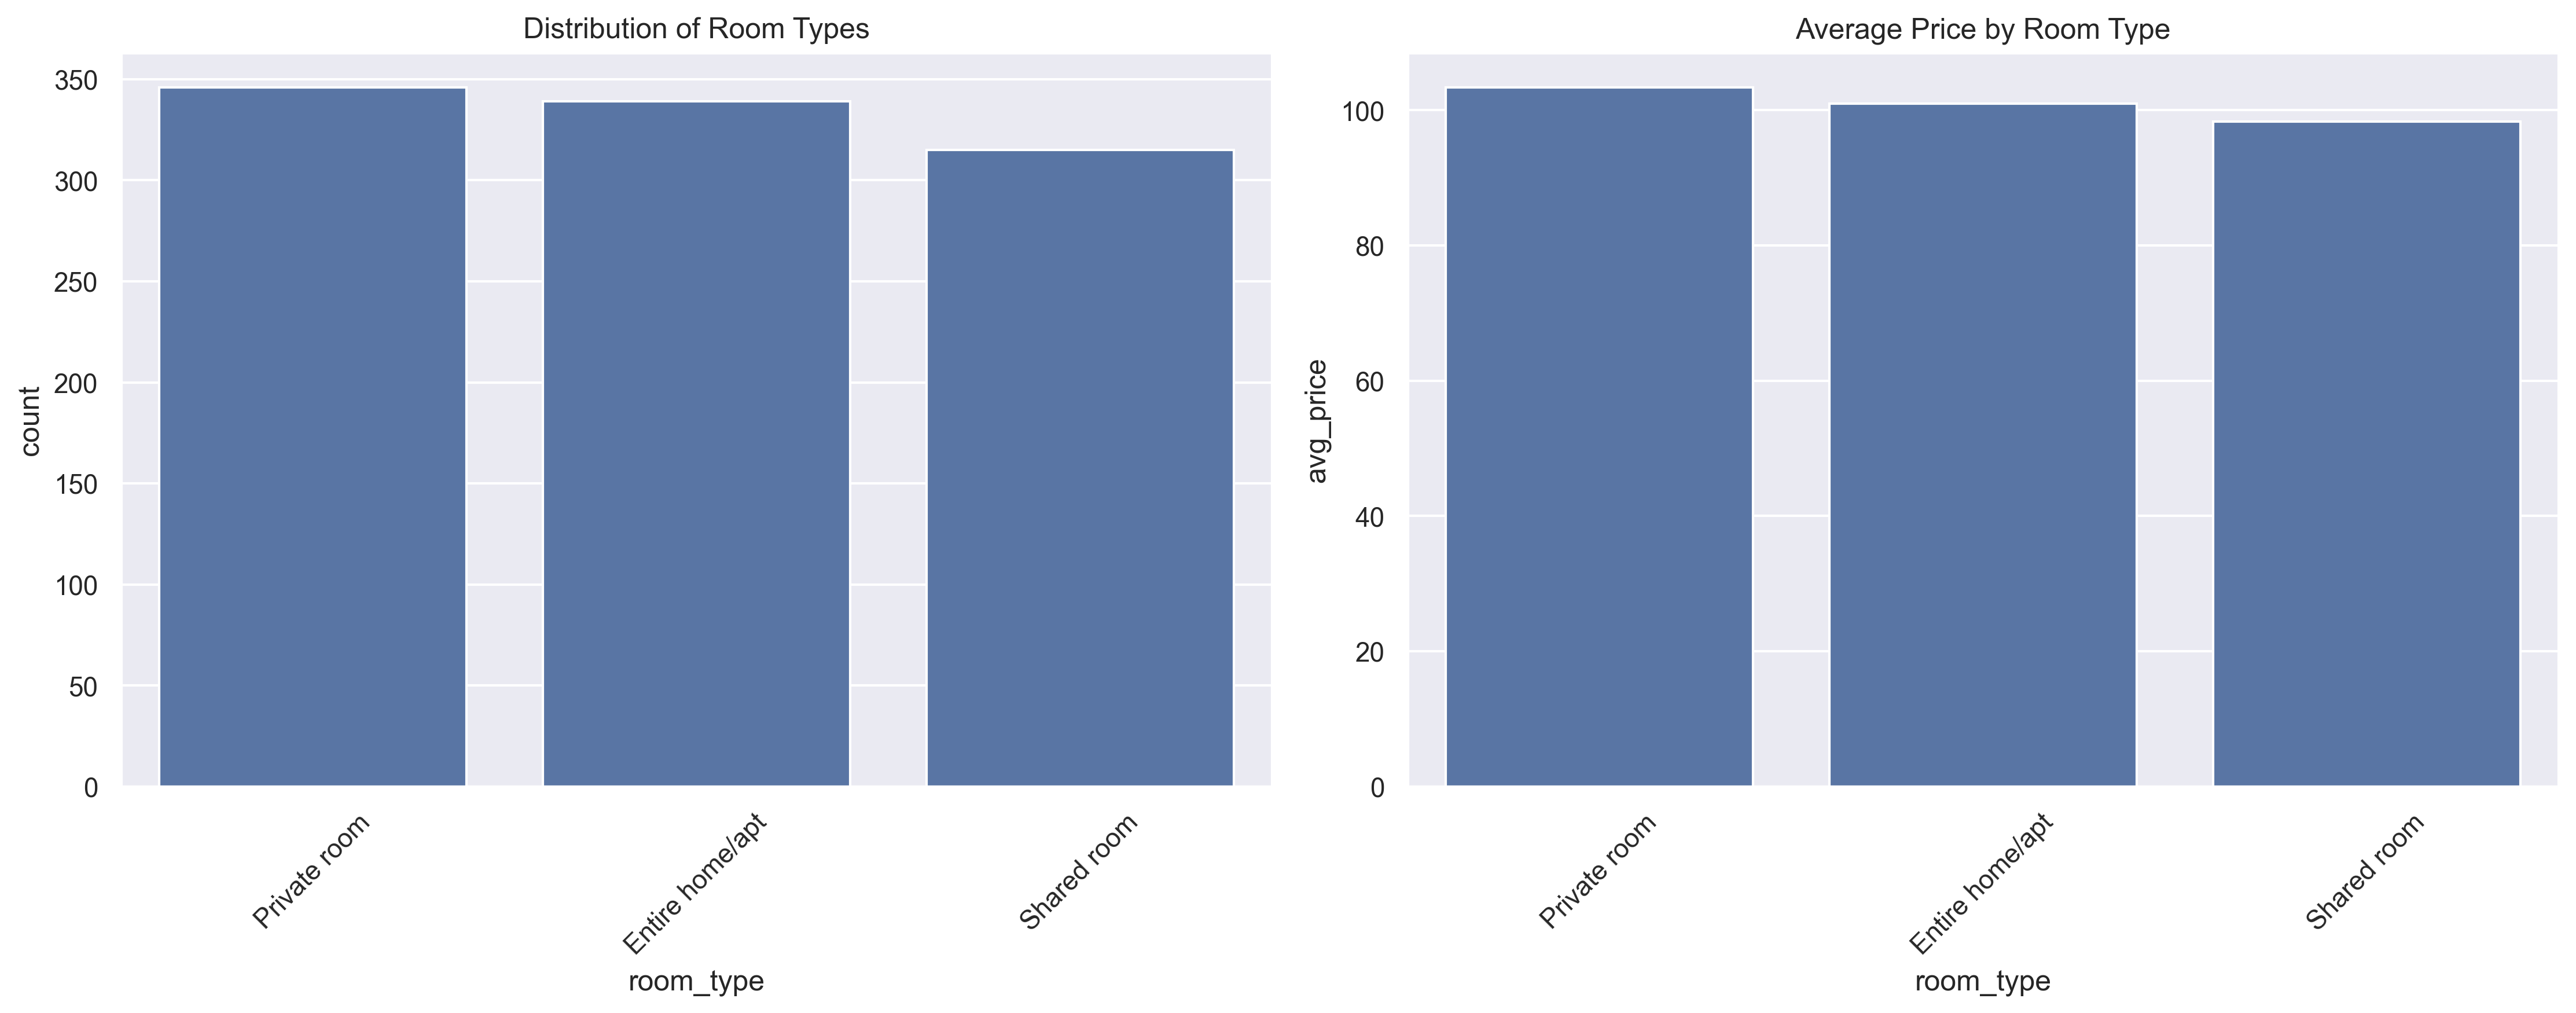 Distribution of Room Types
350
300
250
200
150
100
50
0
count
Private room
Entire home/apt
Shared room
room_type
Average Price by Room Type
100
80
60
40
20
0
avg_price
Private room
Entire home/apt
Shared room
room_type